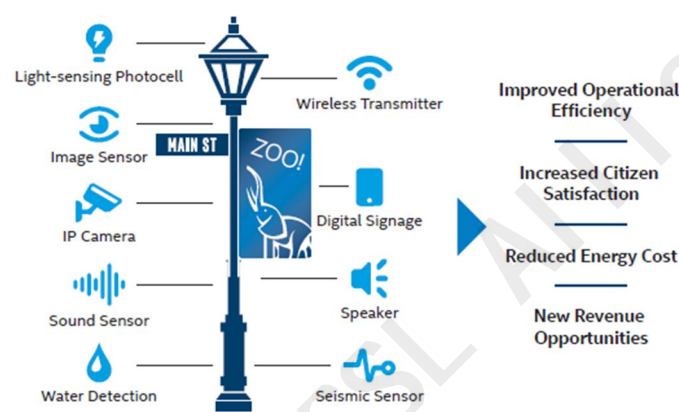 Light-sensing Photocell
Wireless Transmitter
Image Sensor
MAIN ST
ZOO!
IP Camera
Digital Signage
Sound Sensor
Speaker
Water Detection
Seismic Sensor
Improved Operational
Efficiency
Increased Citizen
Satisfaction
Reduced Energy Cost
New Revenue
Opportunities